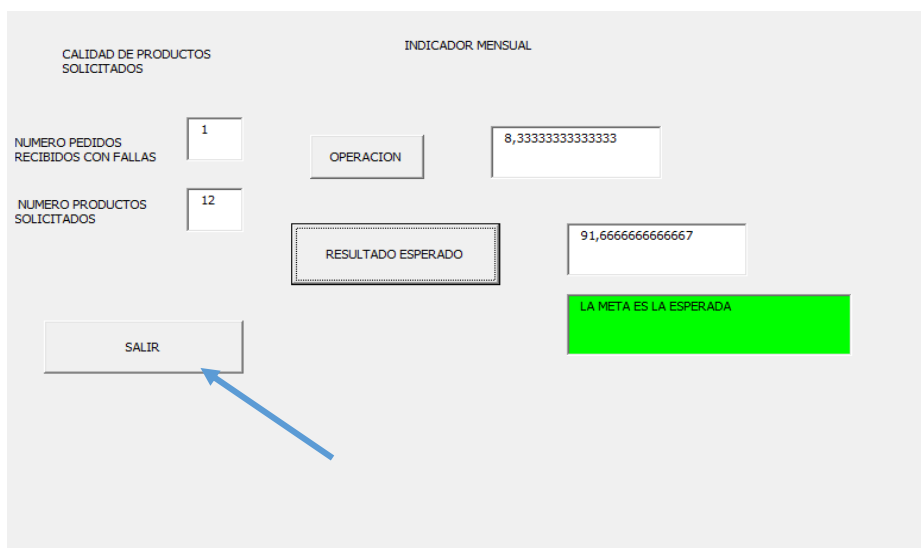 CALIDAD DE PRODUCTOS
SOLICITADOS
INDICADOR MENSUAL
NUMERO PEDIDOS
RECIBIDOS CON FALLAS
1
OPERACION
8,33333333333333
NUMERO PRODUCTOS
SOLICITADOS
12
RESULTADO ESPERADO
91,6666666666667
LA META ES LA ESPERADA
SALIR